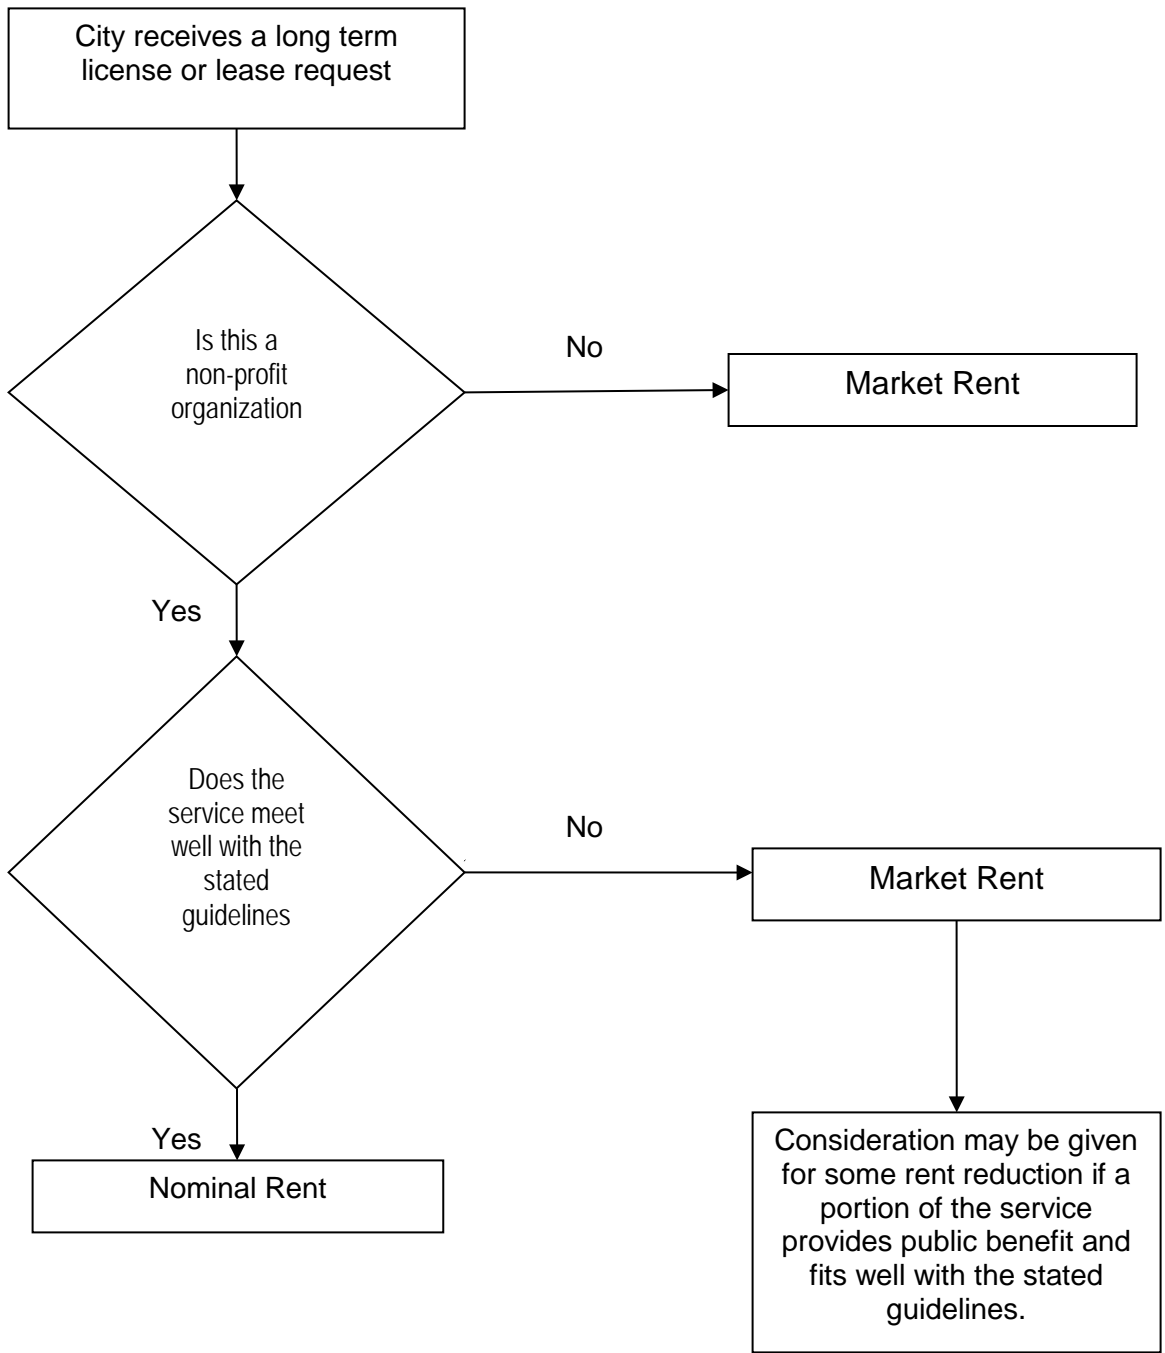 City receives a long term
license or lease request
Is this a
non-profit
organization
No
Market Rent
Yes
Does the
service meet
well with the
stated
guidelines
No
Market Rent
Yes
Nominal Rent
Consideration may be given
for some rent reduction if a
portion of the service
provides public benefit and
fits well with the stated
guidelines.